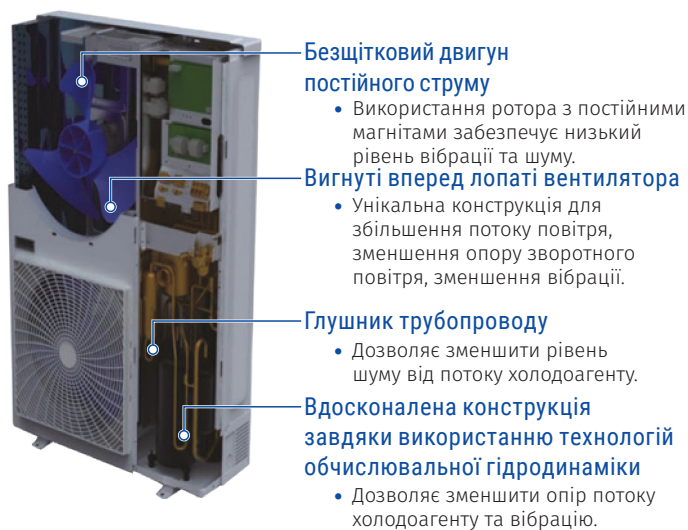 Безщітковий двигун
постійного струму
• Використання ротора з постійними
магнітами забезпечує низький
рівень вібрації та шуму.
Вигнуті вперед лопаті вентилятора
• Унікальна конструкція для
збільшення потоку повітря,
зменшення опору зворотного
повітря, зменшення вібрації.
Глушник трубопроводу
• Дозволяє зменшити рівень
шуму від потоку холодоагенту.
Вдосконалена конструкція
завдяки використанню технологій
обчислювальної гідродинаміки
• Дозволяє зменшити опір потоку
холодоагенту та вібрацію.